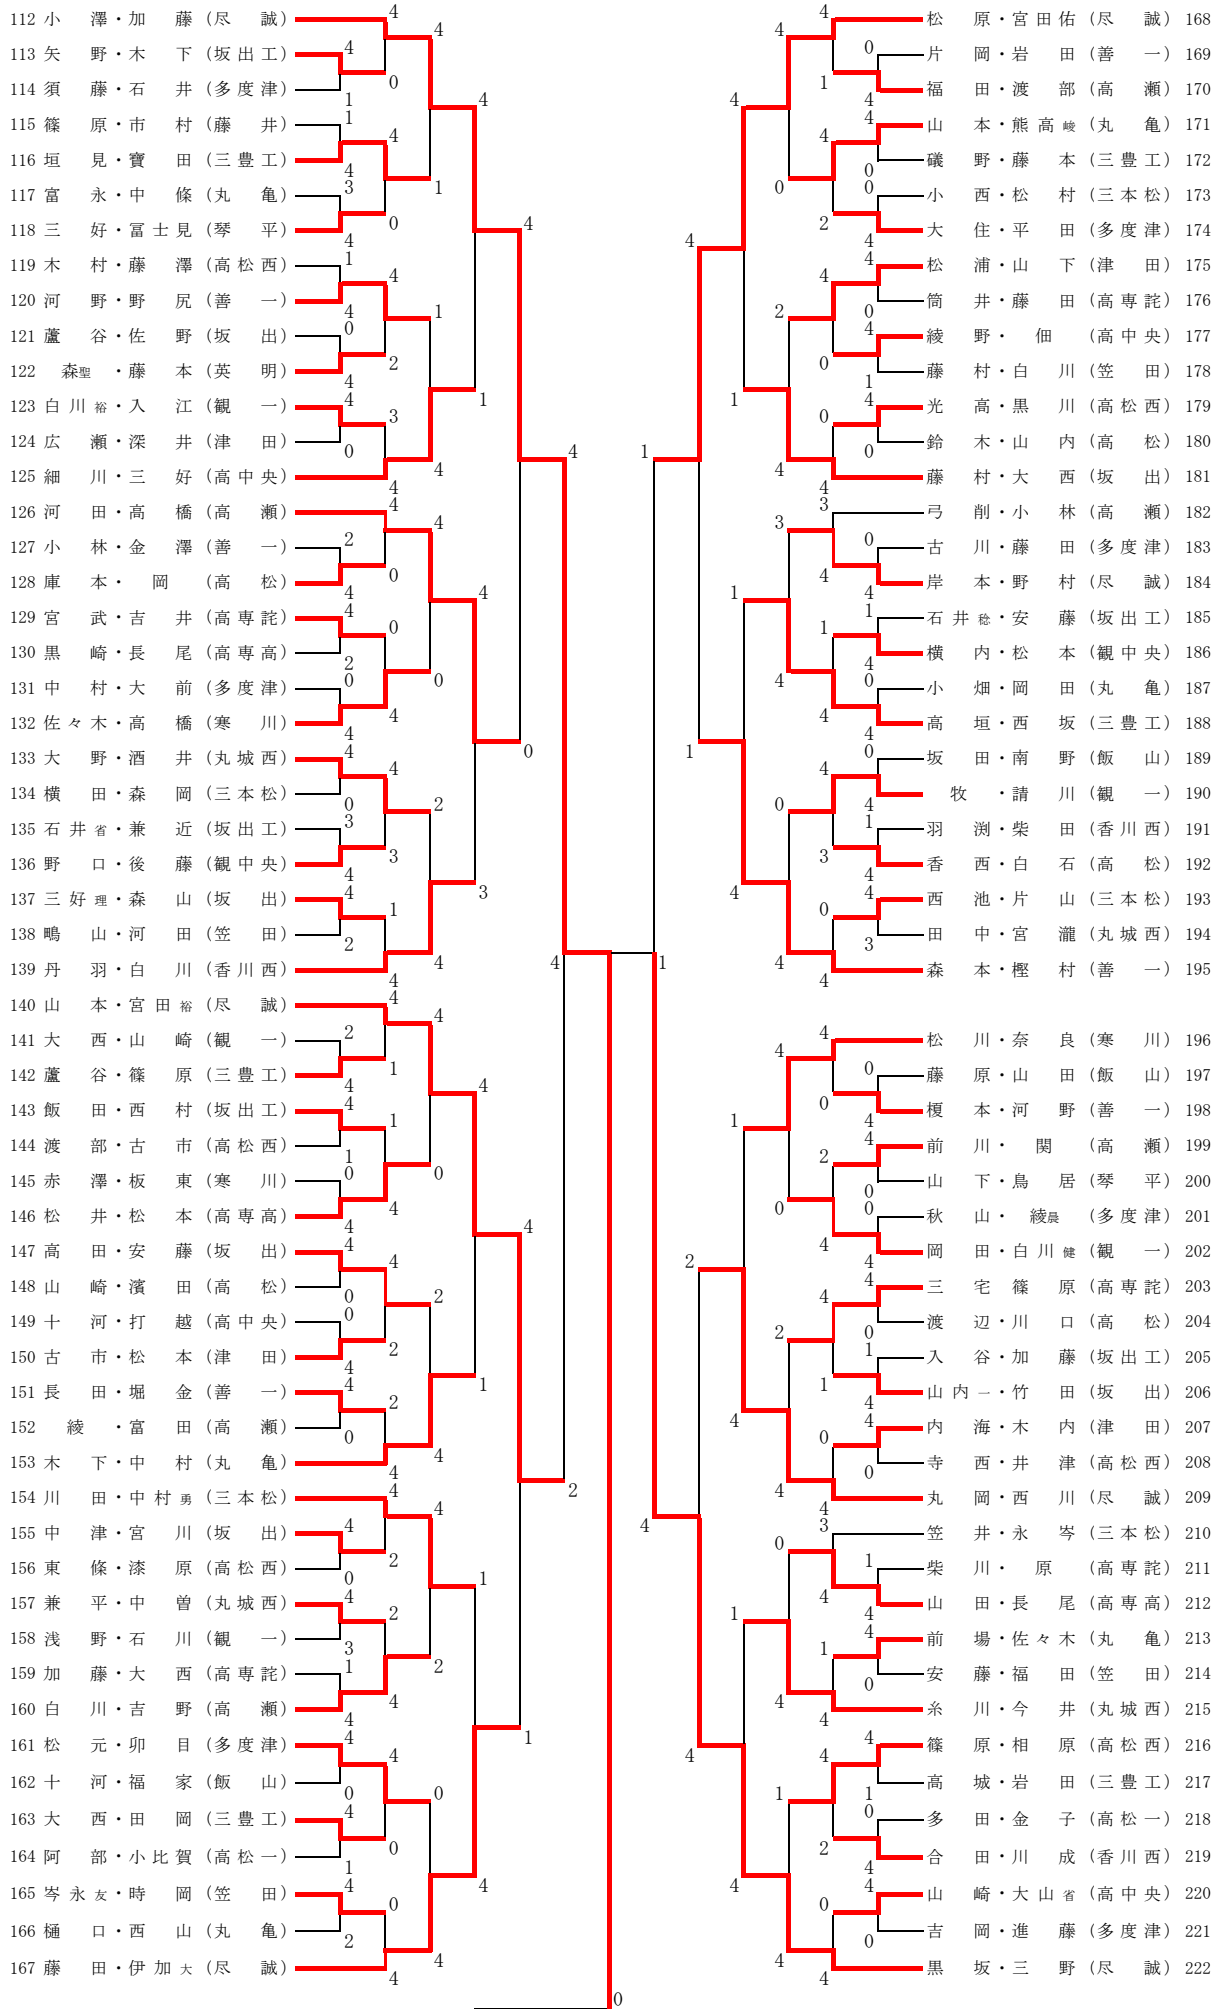 112 小澤・加藤 (尽誠)
113 矢野・木下 (坂出工)
114 須藤・石井 (多度津)
115 篠原・市村 (藤井)
116 垣見・寶田 (三豊工)
117 富永・中條 (丸亀)
118 三好・冨士見 (琴平)
119 木村・藤澤 (高松西)
120 河野・野尻 (善一)
121 蘆谷・佐野 (坂出)
122 森聖・藤本 (英明)
123 白川裕・入江 (観一)
124 広瀬・深井 (津田)
125 細川・三好 (高中央)
126 河田・高橋 (高瀬)
127 小林・金澤 (善一)
128 庫本・岡 (高松)
129 宮武・吉井 (高専詫)
130 黒崎・長尾 (高専高)
131 中村・大前 (多度津)
132 佐々木・高橋 (寒川)
133 大野・酒井 (丸城西)
134 横田・森岡 (三本松)
135 石井省・兼近 (坂出工)
136 野口・後藤 (観中央)
137 三好理・森山 (坂出)
138 鴫山・河田 (笠田)
139 丹羽・白川 (香川西)
140 山本・宮田裕 (尽誠)
141 大西・山崎 (観一)
142 蘆谷・篠原 (三豊工)
143 飯田・西村 (坂出工)
144 渡部・古市 (高松西)
145 赤澤・板東 (寒川)
146 松井・松本 (高専高)
147 高田・安藤 (坂出)
148 山崎・濱田 (高松)
149 十河・打越 (高中央)
150 古市・松本 (津田)
151 長田・堀金 (善一)
152 綾・富田 (高瀬)
153 木下・中村 (丸亀)
154 川田・中村勇 (三本松)
155 中津・宮川 (坂出)
156 東條・漆原 (高松西)
157 兼平・中曽 (丸城西)
158 浅野・石川 (観一)
159 加藤・大西 (高専詫)
160 白川・吉野 (高瀬)
161 松元・卯目 (多度津)
162 十河・福家 (飯山)
163 大西・田岡 (三豊工)
164 阿部・小比賀 (高松一)
165 岑永友・時岡 (笠田)
166 樋口・西山 (丸亀)
167 藤田・伊加大 (尽誠)
松原・宮田佑 (尽誠) 168
片岡・岩田 (善一) 169
福田・渡部 (高瀬) 170
山本・熊高峻 (丸亀) 171
礒野・藤本 (三豊工) 172
小西・松村 (三本松) 173
大住・平田 (多度津) 174
松浦・山下 (津田) 175
筒井・藤田 (高専詫) 176
綾野・佃 (高中央) 177
藤村・白川 (笠田) 178
光高・黒川 (高松西) 179
鈴木・山内 (高松) 180
藤村・大西 (坂出) 181
弓削・小林 (高瀬) 182
古川・藤田 (多度津) 183
岸本・野村 (尽誠) 184
石井稔・安藤 (坂出工) 185
横内・松本 (観中央) 186
小畑・岡田 (丸亀) 187
高垣・西坂 (三豊工) 188
坂田・南野 (飯山) 189
牧・請川 (観一) 190
羽渕・柴田 (香川西) 191
香西・白石 (高松) 192
西池・片山 (三本松) 193
田中・宮瀧 (丸城西) 194
森本・樫村 (善一) 195
松川・奈良 (寒川) 196
藤原・山田 (飯山) 197
榎本・河野 (善一) 198
前川・関 (高瀬) 199
山下・鳥居 (琴平) 200
秋山・綾晨 (多度津) 201
岡田・白川健 (観一) 202
三宅篠原 (高専詫) 203
渡辺・川口 (高松) 204
入谷・加藤 (坂出工) 205
山内一・竹田 (坂出) 206
内海・木内 (津田) 207
寺西・井津 (高松西) 208
丸岡・西川 (尽誠) 209
笠井・永岑 (三本松) 210
柴川・原 (高専詫) 211
山田・長尾 (高専高) 212
前場・佐々木 (丸亀) 213
安藤・福田 (笠田) 214
糸川・今井 (丸城西) 215
篠原・相原 (高松西) 216
高城・岩田 (三豊工) 217
多田・金子 (高松一) 218
合田・川成 (香川西) 219
山崎・大山省 (高中央) 220
吉岡・進藤 (多度津) 221
黒坂・三野 (尽誠) 222